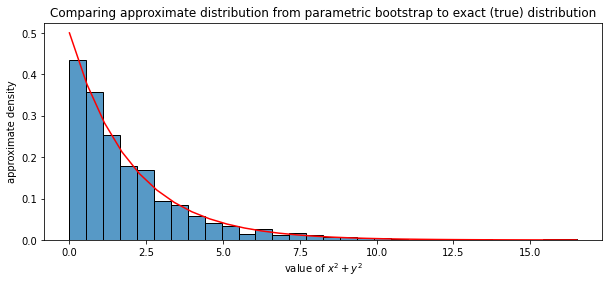 Comparing approximate distribution from parametric bootstrap to exact (true) distribution
approximate density
0.5
0.4
0.3
0.2
0.1
0.0
0.0 2.5 5.0 7.5 10.0 12.5 15.0
value of x² + y²